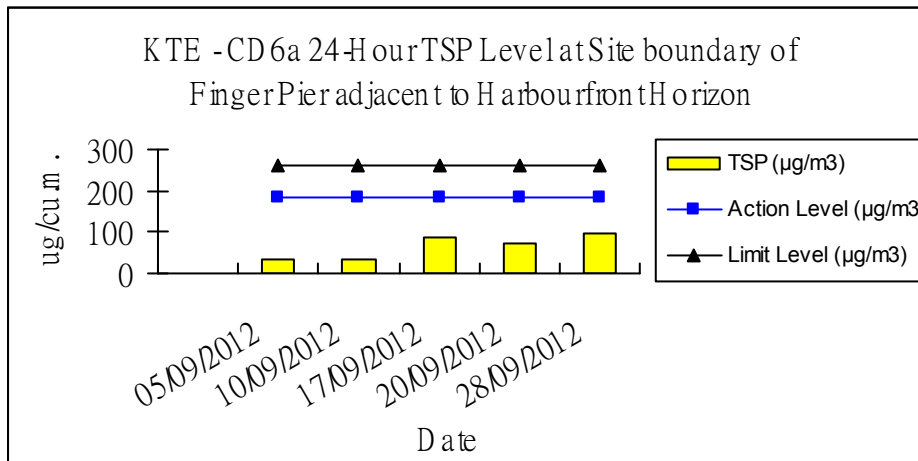 KTE - CD6a 24-Hour TSP Level at Site boundary of
Finger Pier adjacent to Harbourfront Horizon
ug/cum.
300
200
100
0
05/09/2012
10/09/2012
17/09/2012
20/09/2012
28/09/2012
Date
TSP (µg/m3)
Action Level (µg/m3
Limit Level (µg/m3)